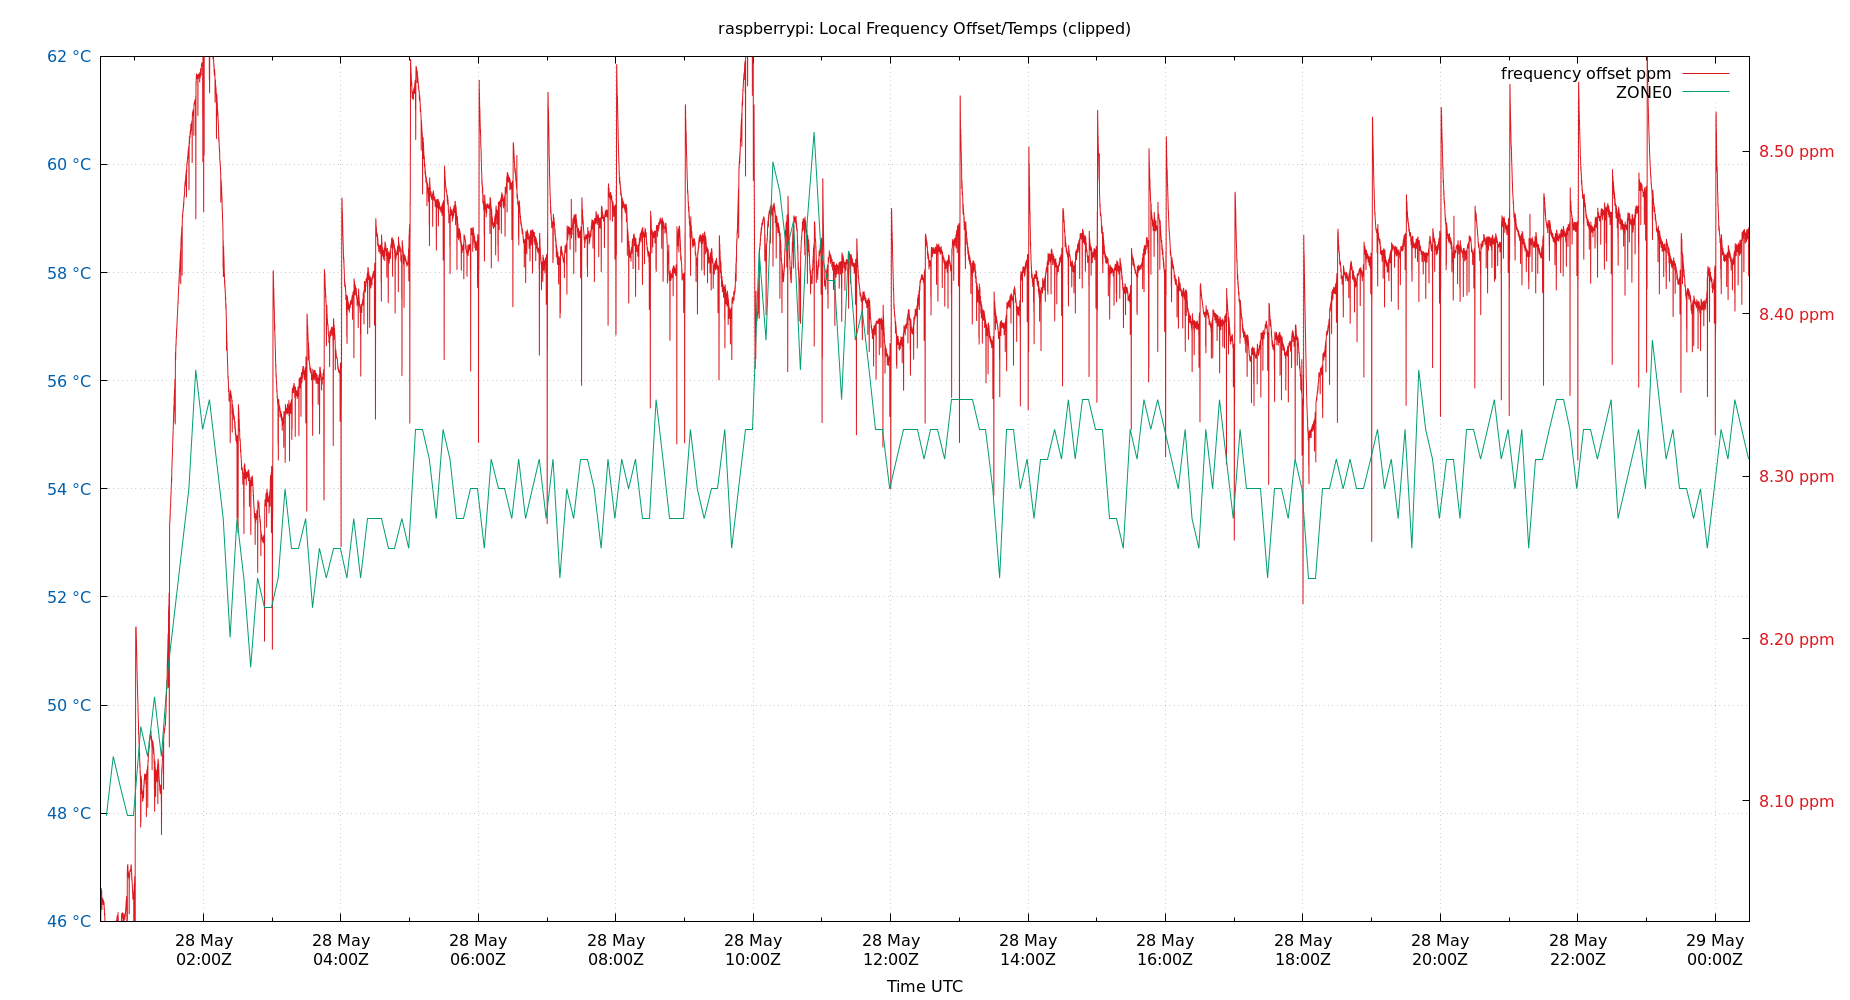 raspberrypi: Local Frequency Offset/Temps (clipped)
frequency offset ppm
ZONE0
62 °C
60 °C
58 °C
56 °C
54 °C
52 °C
50 °C
48 °C
46 °C
8.50 ppm
8.40 ppm
8.30 ppm
8.20 ppm
8.10 ppm
28 May 28 May 28 May 28 May 28 May 28 May 28 May 28 May 28 May 28 May 28 May 29 May
02:00Z 04:00Z 06:00Z 08:00Z 10:00Z 12:00Z 14:00Z 16:00Z 18:00Z 20:00Z 22:00Z 00:00Z
Time UTC